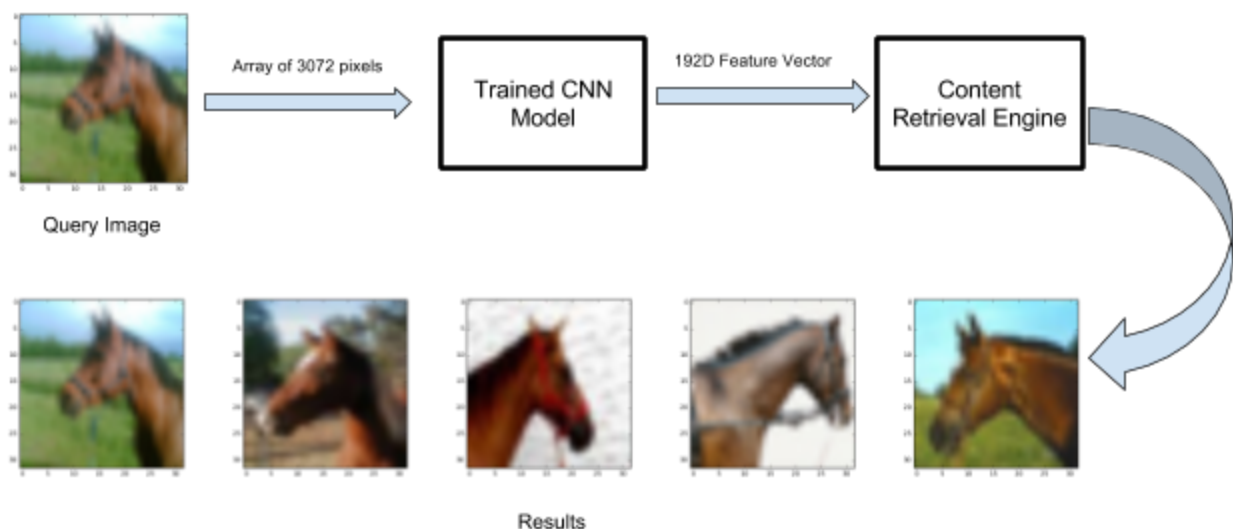 Array of 3072 pixels
192D Feature Vector
Trained CNN
Model
Content
Retrieval Engine
Query Image
Results